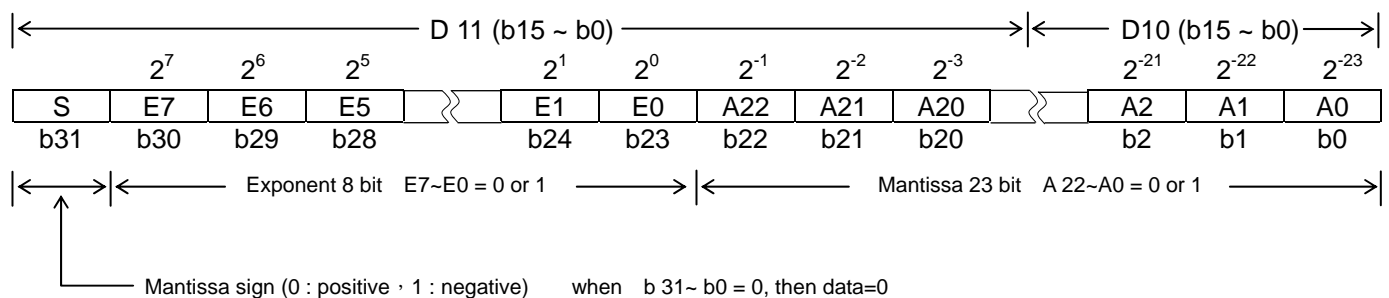 D 11 (b15 ~ b0) D10 (b15 ~ b0)
2^7 2^6 2^5 2^1 2^0 2^-1 2^-2 2^-3 2^-21 2^-22 2^-23
S E7 E6 E5 E1 E0 A22 A21 A20 A2 A1 A0
b31 b30 b29 b28 b24 b23 b22 b21 b20 b2 b1 b0
Exponent 8 bit E7~E0 = 0 or 1 Mantissa 23 bit A 22~A0 = 0 or 1
Mantissa sign (0 : positive，1 : negative) when b 31~ b0 = 0, then data=0